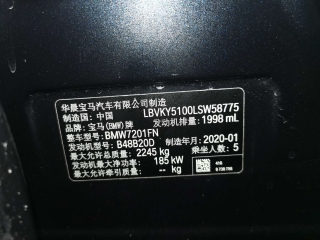 华晨宝马汽车有限公司制造
制造国：中国 LBVKY5100LSW58775
品牌：宝马(BMW)牌 发动机排量：1998 mL
整车型号：BMW7201FN
发动机型号：B48B20D 制造年月：2020-01
最大允许总质量：2245 kg 乘坐人数：5
发动机最大净功率：185 kW
最大允许牵引质量：-- kg